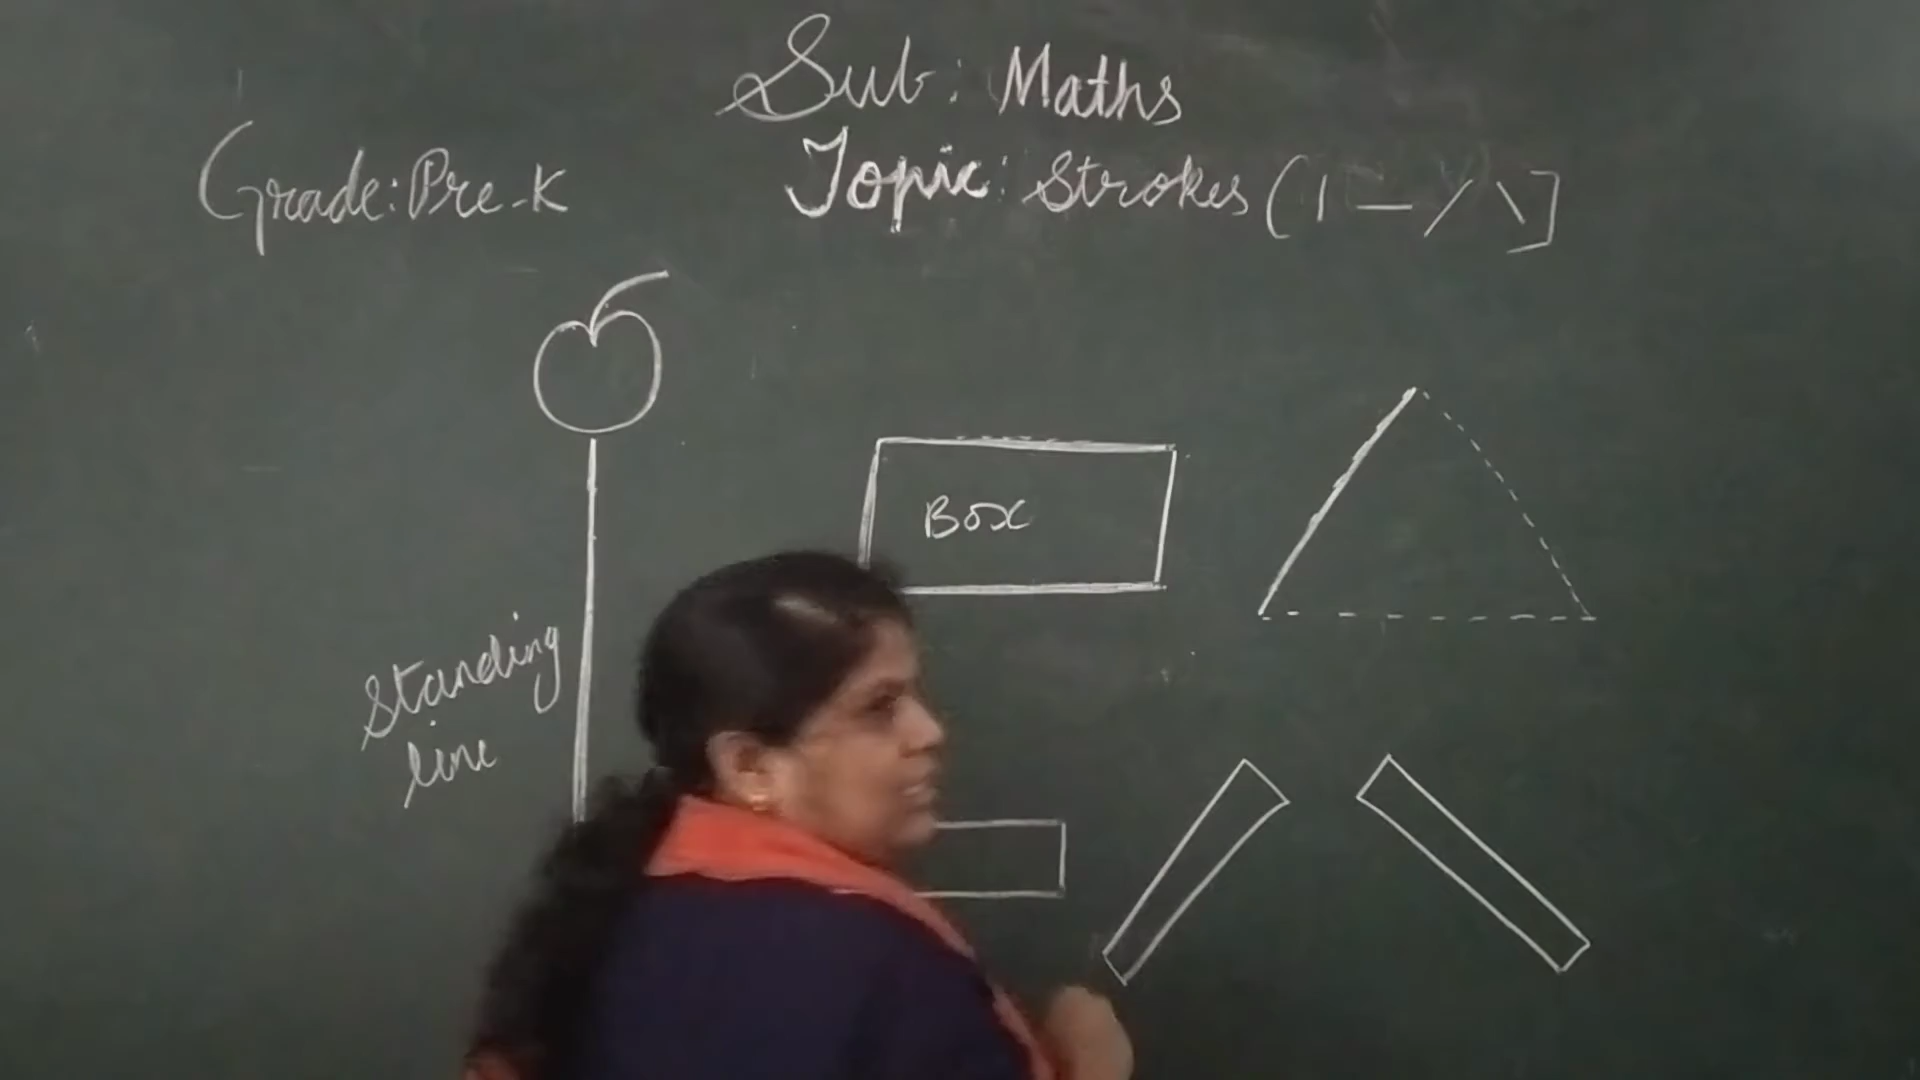 Sub: Maths
Grade: Pre-K
Topic: Strokes ( | — / \ ]
Box
Standing
line